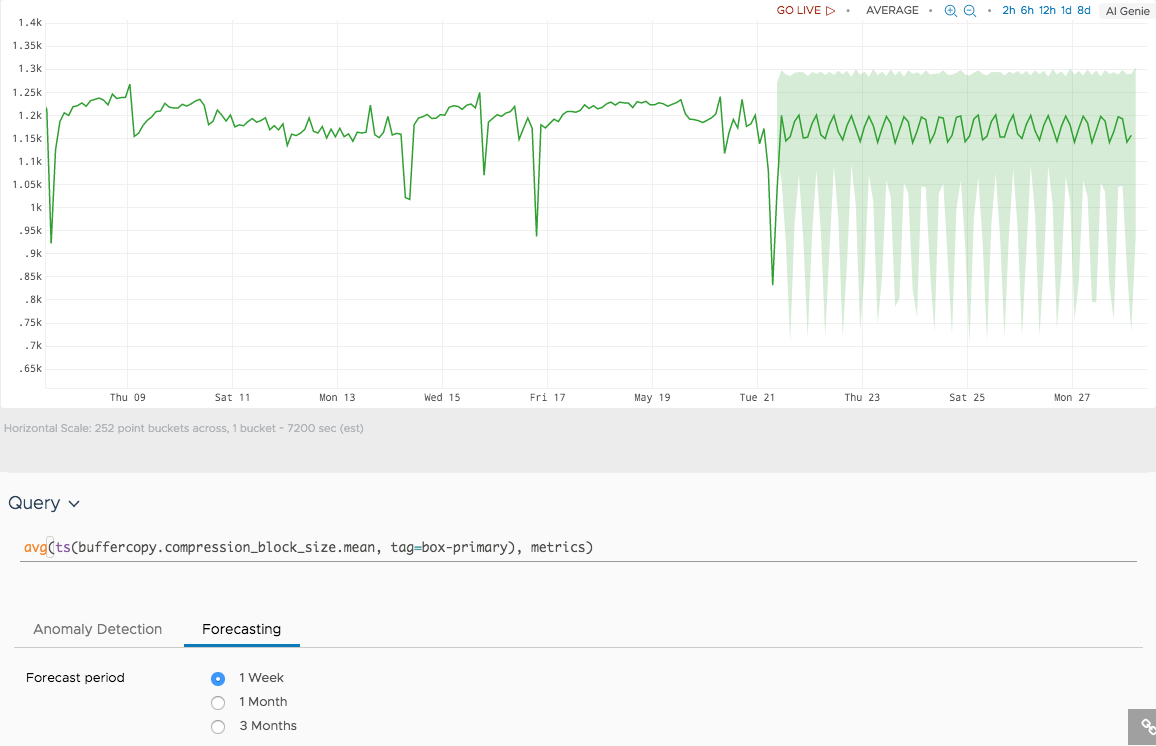 GO LIVE ▷ • AVERAGE • • 2h 6h 12h 1d 8d AI Genie
1.4k
1.35k
1.3k
1.25k
1.2k
1.15k
1.1k
1.05k
1k
.95k
.9k
.85k
.8k
.75k
.7k
.65k
Thu 09 Sat 11 Mon 13 Wed 15 Fri 17 May 19 Tue 21 Thu 23 Sat 25 Mon 27
Horizontal Scale: 252 point buckets across, 1 bucket ~ 7200 sec (est)
Query
avg(ts(buffercopy.compression_block_size.mean, tag=box-primary), metrics)
Anomaly Detection Forecasting
Forecast period 1 Week
1 Month
3 Months